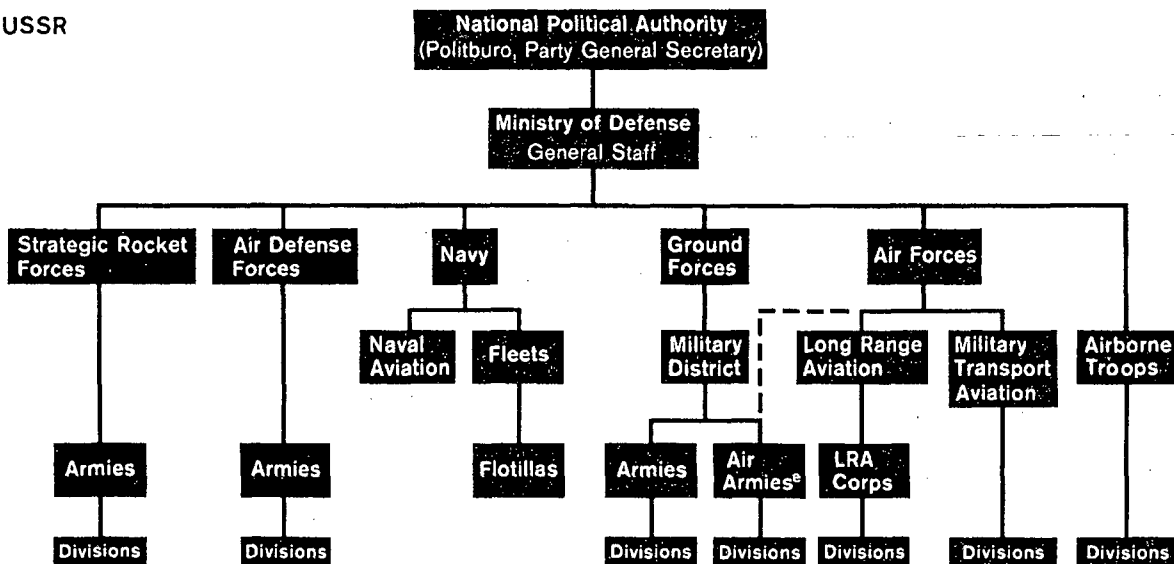 USSR
National Political Authority
(Politburo, Party General Secretary)
Ministry of Defense
General Staff
Strategic Rocket
Forces
Air Defense
Forces
Navy
Ground
Forces
Air Forces
Naval
Aviation
Fleets
Military
District
Long Range
Aviation
Military
Transport
Aviation
Airborne
Troops
Armies
Armies
Flotillas
Armies
Air
Armiesᵉ
LRA
Corps
Divisions
Divisions
Divisions
Divisions
Divisions
Divisions
Divisions